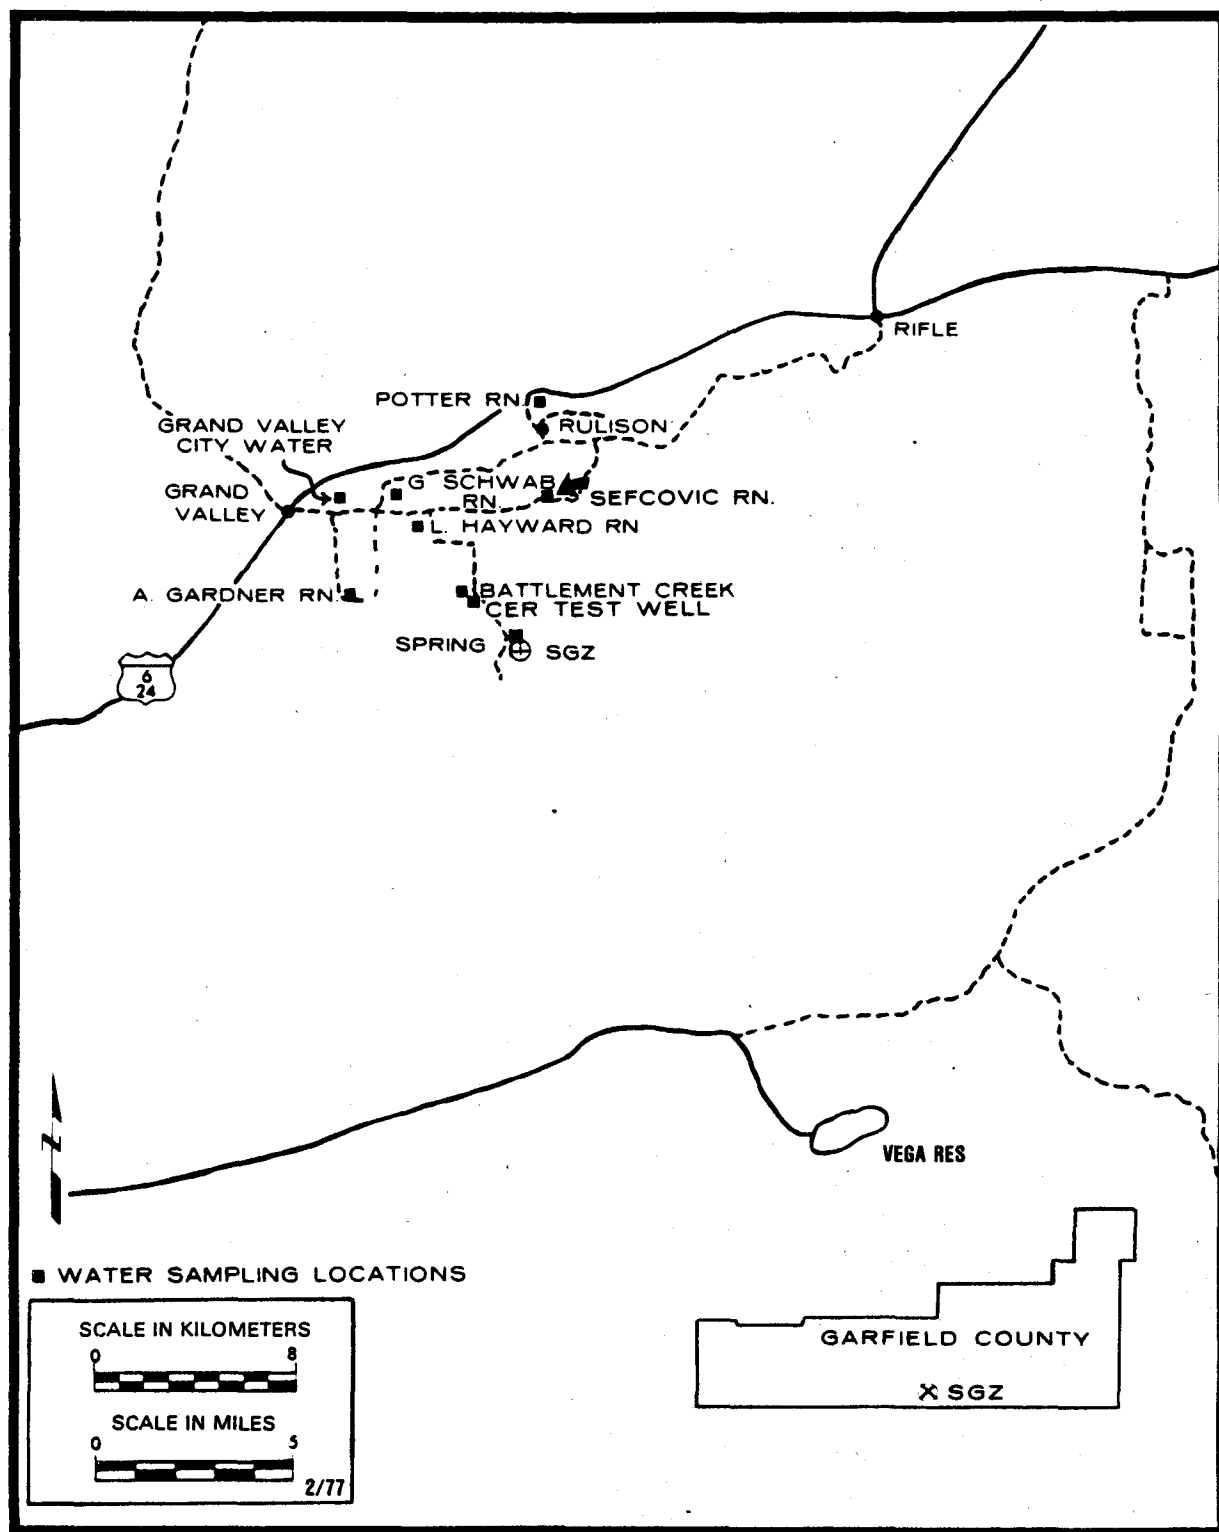 RIFLE
POTTER RN.
GRAND VALLEY
CITY WATER
RULISON
GRAND
VALLEY
G SCHWAB
RN.
SEFCOVIC RN.
L. HAYWARD RN
A. GARDNER RN.
BATTLEMENT CREEK
CER TEST WELL
SPRING
SGZ
6
24
N
VEGA RES
WATER SAMPLING LOCATIONS
SCALE IN KILOMETERS
0 8
SCALE IN MILES
0 5
2/77
GARFIELD COUNTY
SGZ